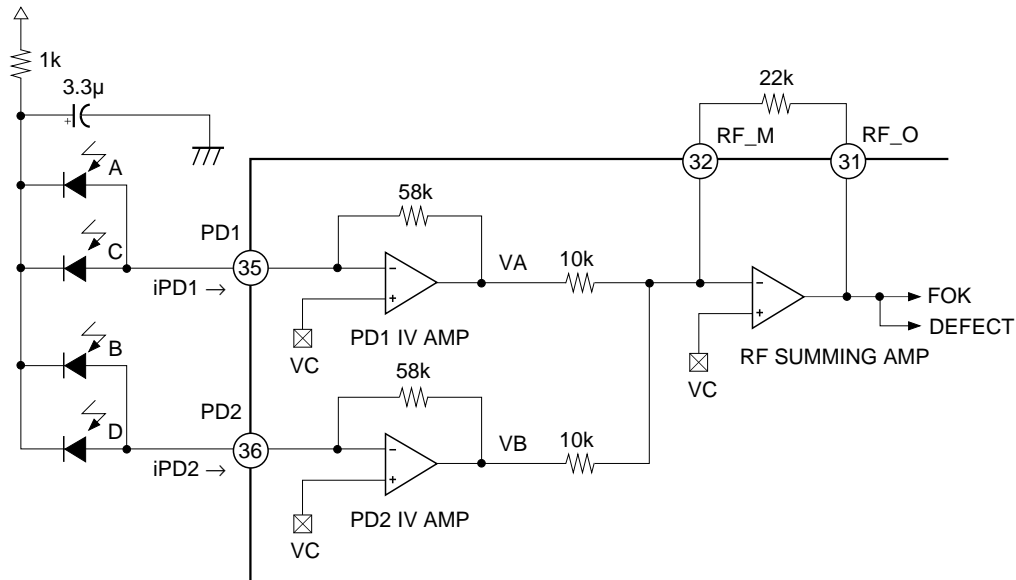 1k
3.3µ
+
22k
RF_M
RF_O
32
31
A
58k
PD1
C
VA
10k
35
iPD1 →
−
+
−
+
FOK
DEFECT
VC
PD1 IV AMP
RF SUMMING AMP
VC
B
58k
PD2
D
VB
10k
36
iPD2 →
−
+
PD2 IV AMP
VC